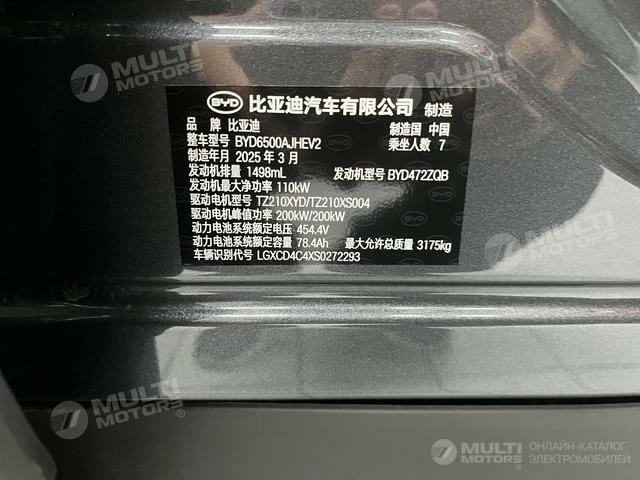 BYD 比亚迪汽车有限公司 制造
品 牌 比亚迪 制造国 中国
整车型号 BYD6500AJHEV2 乘坐人数 7
制造年月 2025 年 3 月
发动机排量 1498mL 发动机型号 BYD472ZQB
发动机最大净功率 110kW
驱动电机型号 TZ210XYD/TZ210XS004
驱动电机峰值功率 200kW/200kW
动力电池系统额定电压 454.4V
动力电池系统额定容量 78.4Ah 最大允许总质量 3175kg
车辆识别代号 LGXCD4C4XS0272293
MULTI MOTORS®
MULTI MOTORS®
MULTI MOTORS®
MULTI MOTORS®
MULTI MOTORS® ОНЛАЙН-КАТАЛОГ ЭЛЕКТРОМОБИЛЕЙ